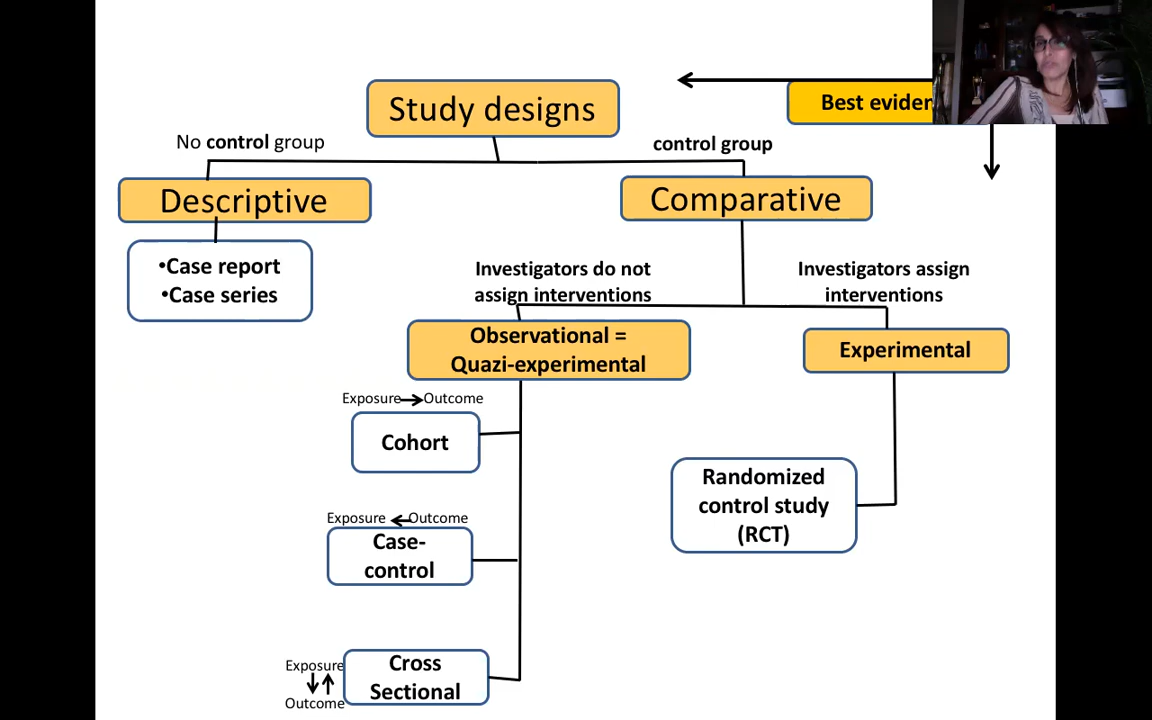 Study designs
Best eviden
No control group
control group
Descriptive
Comparative
•Case report
•Case series
Investigators do not
assign interventions
Investigators assign
interventions
Observational =
Quazi-experimental
Experimental
Exposure Outcome
Cohort
Randomized
control study
(RCT)
Exposure Outcome
Case-
control
Exposure
Outcome
Cross
Sectional